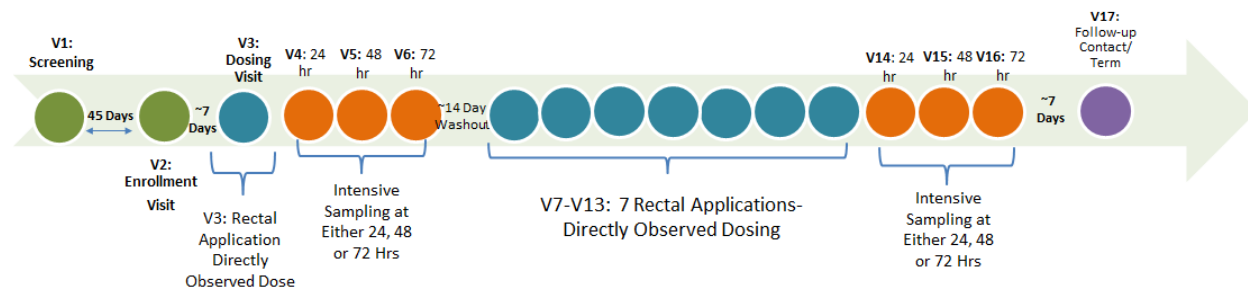 V1:
Screening
45 Days
V2:
Enrollment
Visit
~7
Days
V3:
Dosing
Visit
V3: Rectal
Application
Directly
Observed Dose
V4: 24
hr
V5: 48
hr
V6: 72
hr
Intensive
Sampling at
Either 24, 48
or 72 Hrs
~14 Day
Washout
V7-V13: 7 Rectal Applications-
Directly Observed Dosing
V14: 24
hr
V15: 48
hr
V16: 72
hr
Intensive
Sampling at
Either 24, 48
or 72 Hrs
~7
Days
V17:
Follow-up
Contact/
Term